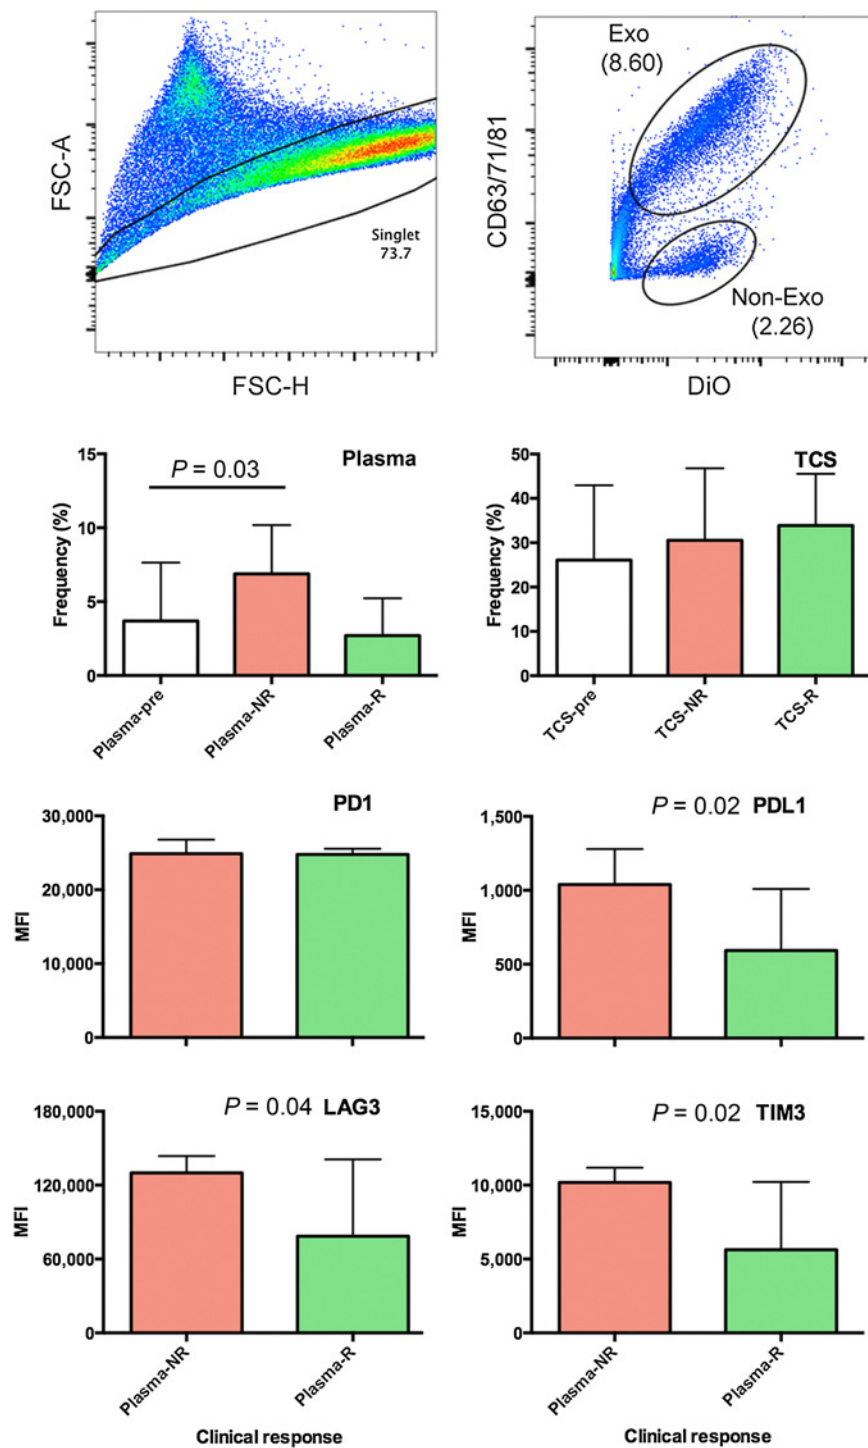 FSC-A
Singlet
73.7
FSC-H
Exo
(8.60)
CD63/71/81
Non-Exo
(2.26)
DiO
P = 0.03
Plasma
Frequency (%)
15
10
5
0
Plasma-pre
Plasma-NR
Plasma-R
TCS
Frequency (%)
50
40
30
20
10
0
TCS-pre
TCS-NR
TCS-R
PD1
MFI
30,000
20,000
10,000
0
P = 0.02 PDL1
MFI
1,500
1,000
500
0
P = 0.04 LAG3
MFI
180,000
120,000
60,000
0
Plasma-NR
Plasma-R
Clinical response
P = 0.02 TIM3
MFI
15,000
10,000
5,000
0
Plasma-NR
Plasma-R
Clinical response